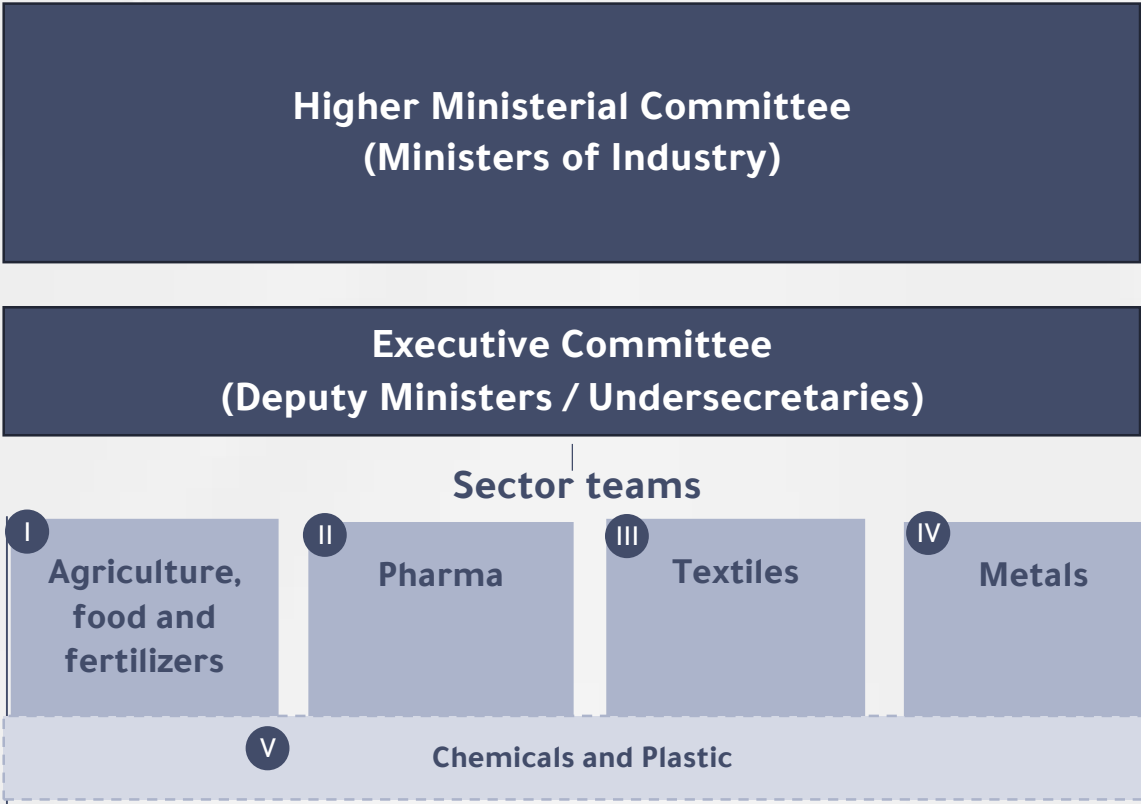 Higher Ministerial Committee
(Ministers of Industry)
Executive Committee
(Deputy Ministers / Undersecretaries)
Sector teams
I
Agriculture,
food and
fertilizers
II
Pharma
III
Textiles
IV
Metals
V
Chemicals and Plastic